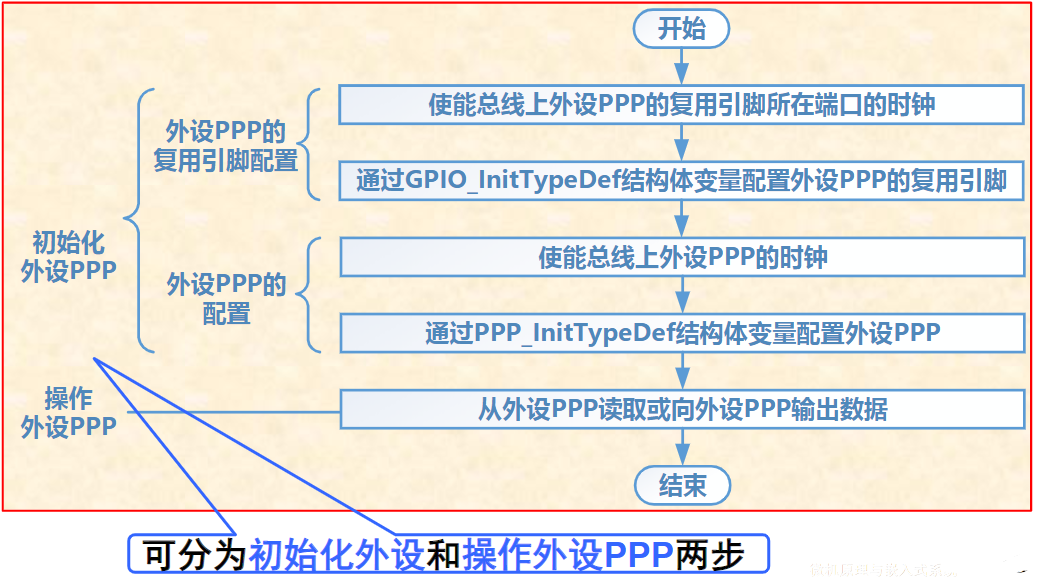 开始
使能总线上外设PPP的复用引脚所在端口的时钟
外设PPP的
复用引脚配置
通过GPIO_InitTypeDef结构体变量配置外设PPP的复用引脚
初始化
外设PPP
使能总线上外设PPP的时钟
外设PPP的
配置
通过PPP_InitTypeDef结构体变量配置外设PPP
操作
外设PPP
从外设PPP读取或向外设PPP输出数据
结束
可分为初始化外设和操作外设PPP两步